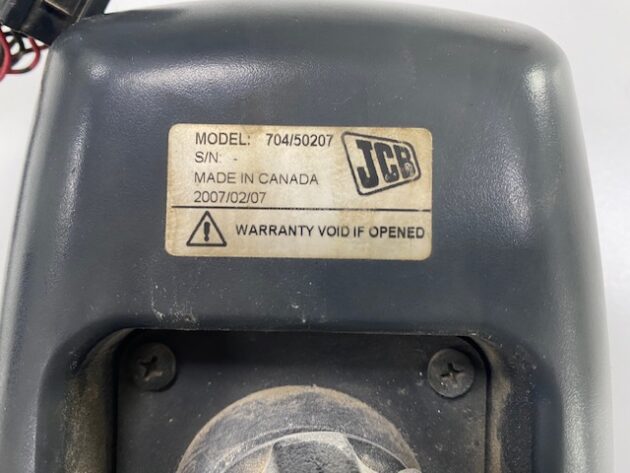 MODEL: 704/50207
JCB
S/N: -
MADE IN CANADA
2007/02/07
WARRANTY VOID IF OPENED